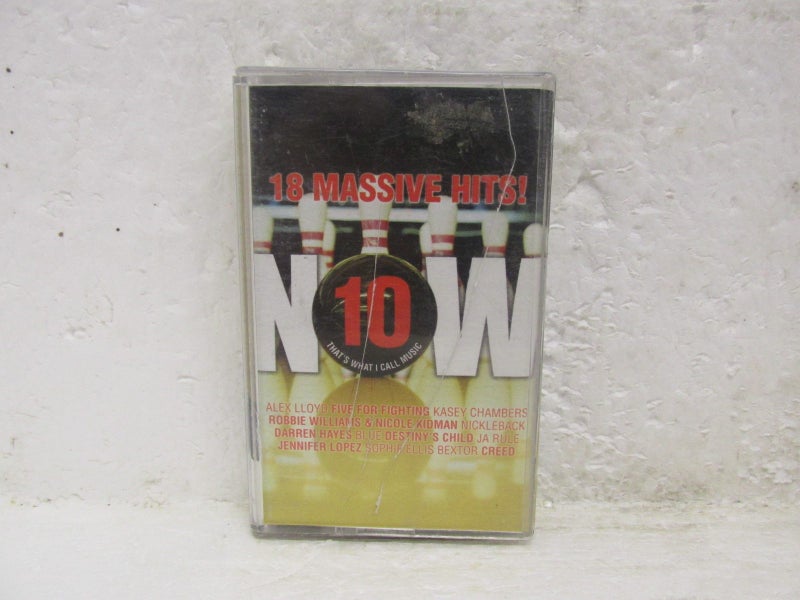 18 MASSIVE HITS!
NOW
10
THAT'S WHAT I CALL MUSIC
ALEX LLOYD FIVE FOR FIGHTING KASEY CHAMBERS
ROBBIE WILLIAMS & NICOLE KIDMAN NICKLEBACK
DARREN HAYES BLUE DESTINY'S CHILD JA RULE
JENNIFER LOPEZ SOPHIE ELLIS BEXTOR CREED